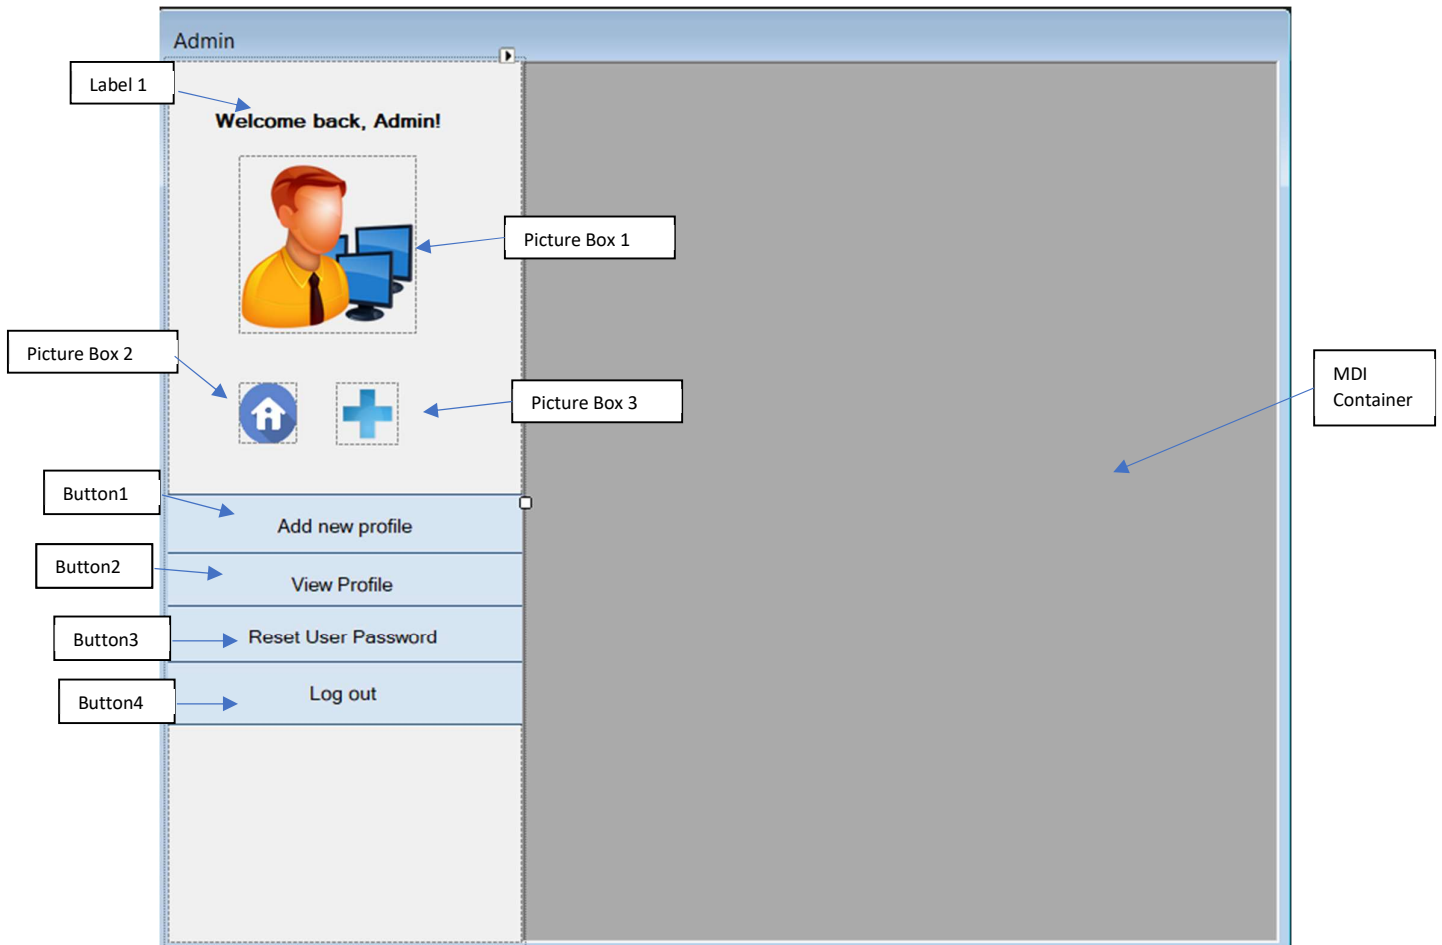 Admin
Label 1
Welcome back, Admin!
Picture Box 1
Picture Box 2
Picture Box 3
MDI
Container
Button1
Add new profile
Button2
View Profile
Button3
Reset User Password
Button4
Log out